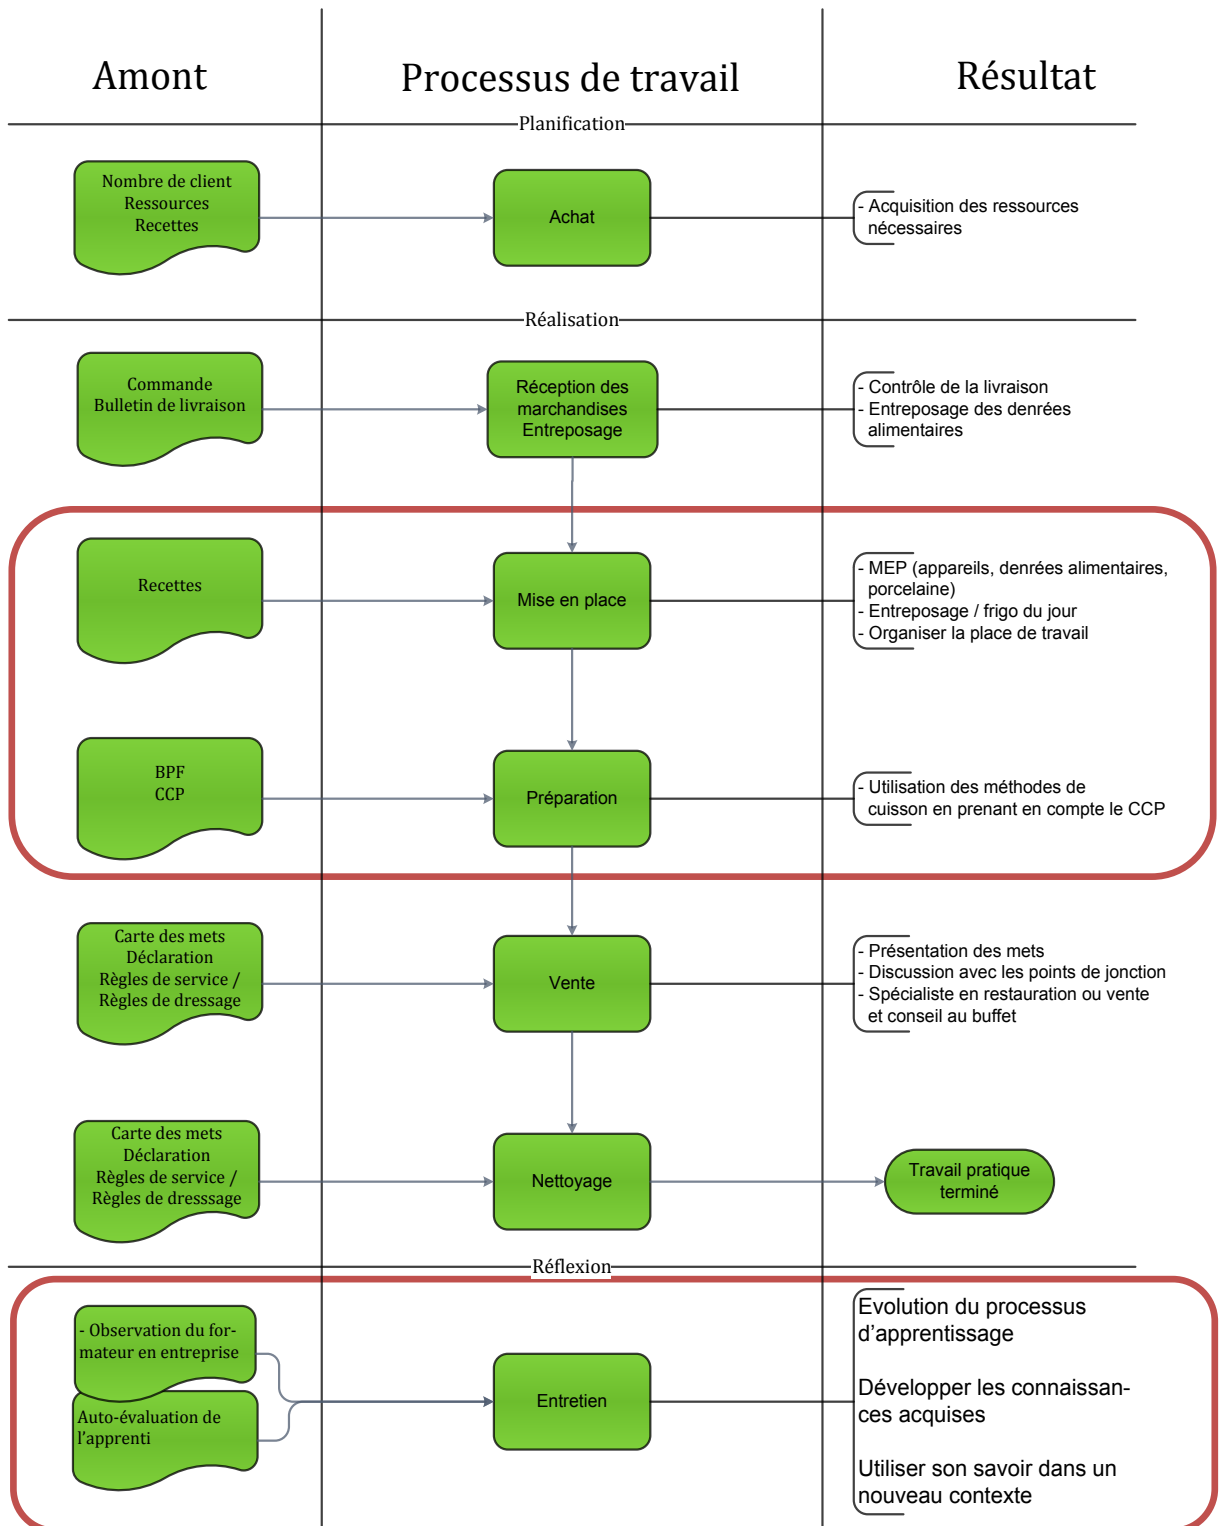 Amont
Processus de travail
Résultat
Planification
Nombre de client
Ressources
Recettes
Achat
- Acquisition des ressources
nécessaires
Réalisation
Commande
Bulletin de livraison
Réception des
marchandises
Entreposage
- Contrôle de la livraison
- Entreposage des denrées
alimentaires
Recettes
Mise en place
- MEP (appareils, denrées alimentaires,
porcelaine)
- Entreposage / frigo du jour
- Organiser la place de travail
BPF
CCP
Préparation
- Utilisation des méthodes de
cuisson en prenant en compte le CCP
Carte des mets
Déclaration
Règles de service /
Règles de dressage
Vente
- Présentation des mets
- Discussion avec les points de jonction
- Spécialiste en restauration ou vente
et conseil au buffet
Carte des mets
Déclaration
Règles de service /
Règles de dresssage
Nettoyage
Travail pratique
terminé
Réflexion
- Observation du for-
mateur en entreprise
Auto-évaluation de
l'apprenti
Entretien
Evolution du processus
d'apprentissage
Développer les connaissan-
ces acquises
Utiliser son savoir dans un
nouveau contexte